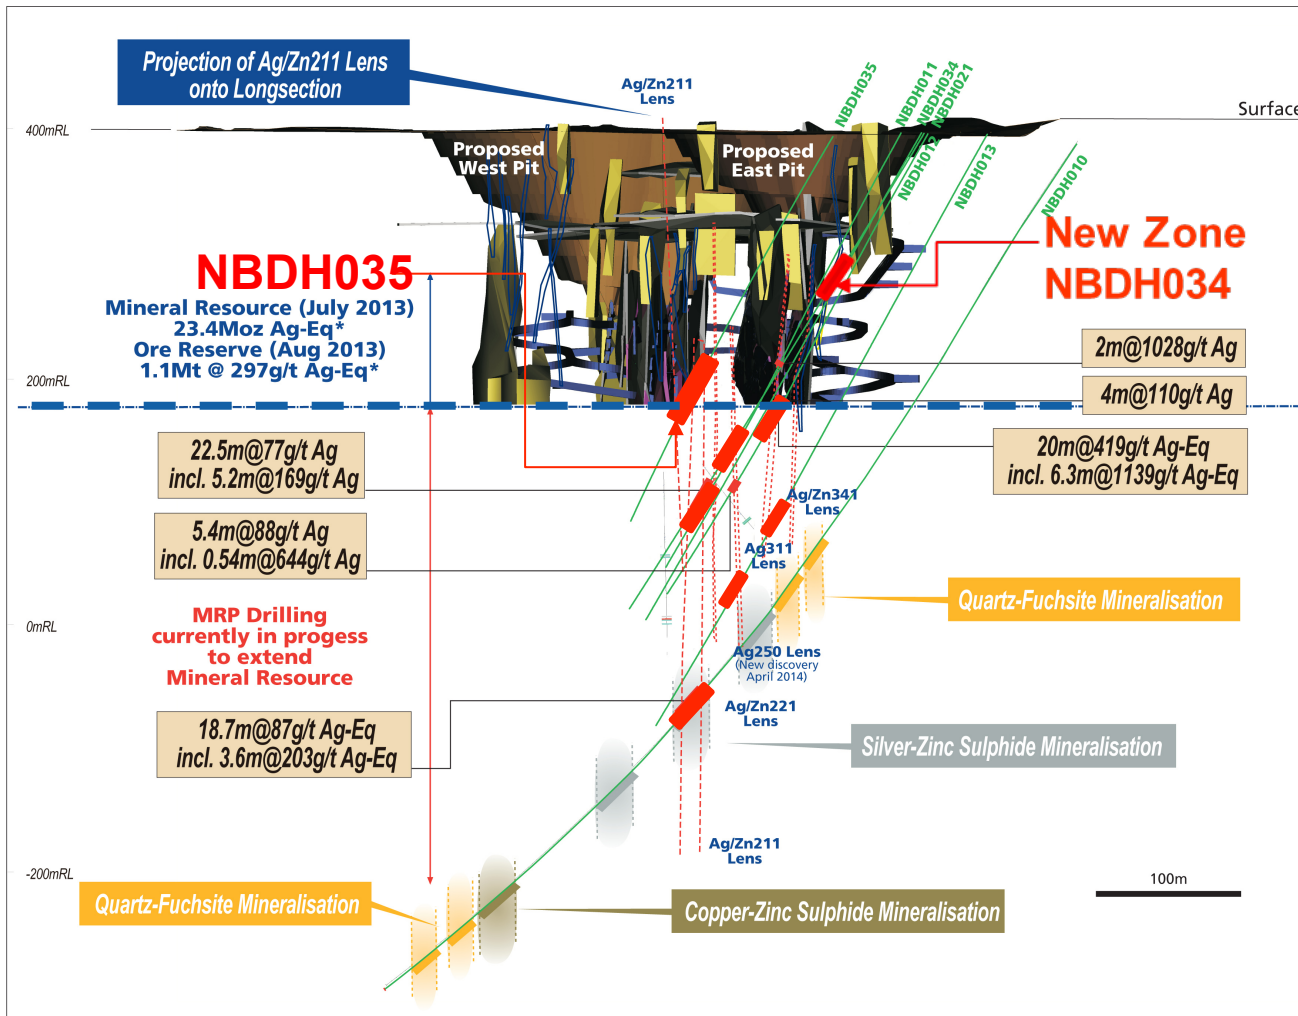 Projection of Ag/Zn211 Lens
onto Longsection
Ag/Zn211
Lens
NBDH035
NBDH011
NBDH034
NBDH021
NBDH012
NBDH013
NBDH010
Surface
400mRL
Proposed
West Pit
Proposed
East Pit
New Zone
NBDH034
NBDH035
Mineral Resource (July 2013)
23.4Moz Ag-Eq*
Ore Reserve (Aug 2013)
1.1Mt @ 297g/t Ag-Eq*
2m@1028g/t Ag
200mRL
4m@110g/t Ag
22.5m@77g/t Ag
incl. 5.2m@169g/t Ag
20m@419g/t Ag-Eq
incl. 6.3m@1139g/t Ag-Eq
Ag/Zn341
Lens
5.4m@88g/t Ag
incl. 0.54m@644g/t Ag
Ag311
Lens
Quartz-Fuchsite Mineralisation
0mRL
MRP Drilling
currently in progess
to extend
Mineral Resource
Ag250 Lens
(New discovery
April 2014)
Ag/Zn221
Lens
18.7m@87g/t Ag-Eq
incl. 3.6m@203g/t Ag-Eq
Silver-Zinc Sulphide Mineralisation
Ag/Zn211
Lens
-200mRL
100m
Quartz-Fuchsite Mineralisation
Copper-Zinc Sulphide Mineralisation